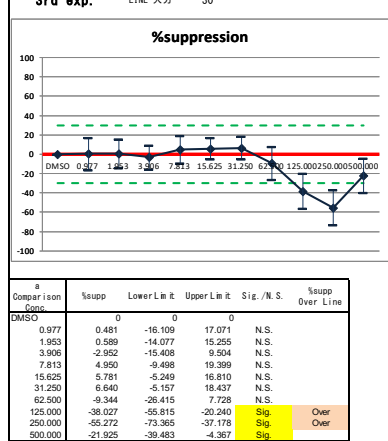 3rd exp. LINE 30
%suppression
100
80
60
40
20
0
-20
-40
-60
-80
-100
DMSO 0.977 1.953 3.906 7.813 15.625 31.250 62.500 125.000 250.000 500.000
a
Comparison Conc. %supp LowerLimit UpperLimit Sig./N.S. %supp Over Line
DMSO 0 0 0
0.977 0.481 -16.109 17.071 N.S.
1.953 0.589 -14.077 15.255 N.S.
3.906 -2.952 -15.408 9.504 N.S.
7.813 4.950 -9.498 19.399 N.S.
15.625 5.781 -5.249 16.810 N.S.
31.250 6.640 -5.157 18.437 N.S.
62.500 -9.344 -26.415 7.728 N.S.
125.000 -38.027 -55.815 -20.240 Sig. Over
250.000 -55.272 -73.365 -37.178 Sig. Over
500.000 -21.925 -39.483 -4.367 Sig.